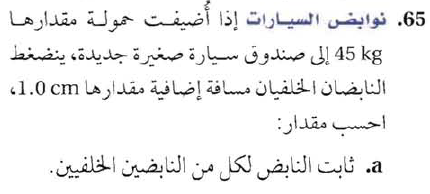 65. نوابض السيارات إذا أُضيفت حمولة مقدارها
45 kg إلى صندوق سيارة صغيرة جديدة، ينضغط
النابضان الخلفيان مسافة إضافية مقدارها 1.0 cm،
احسب مقدار:
a. ثابت النابض لكل من النابضين الخلفيين.